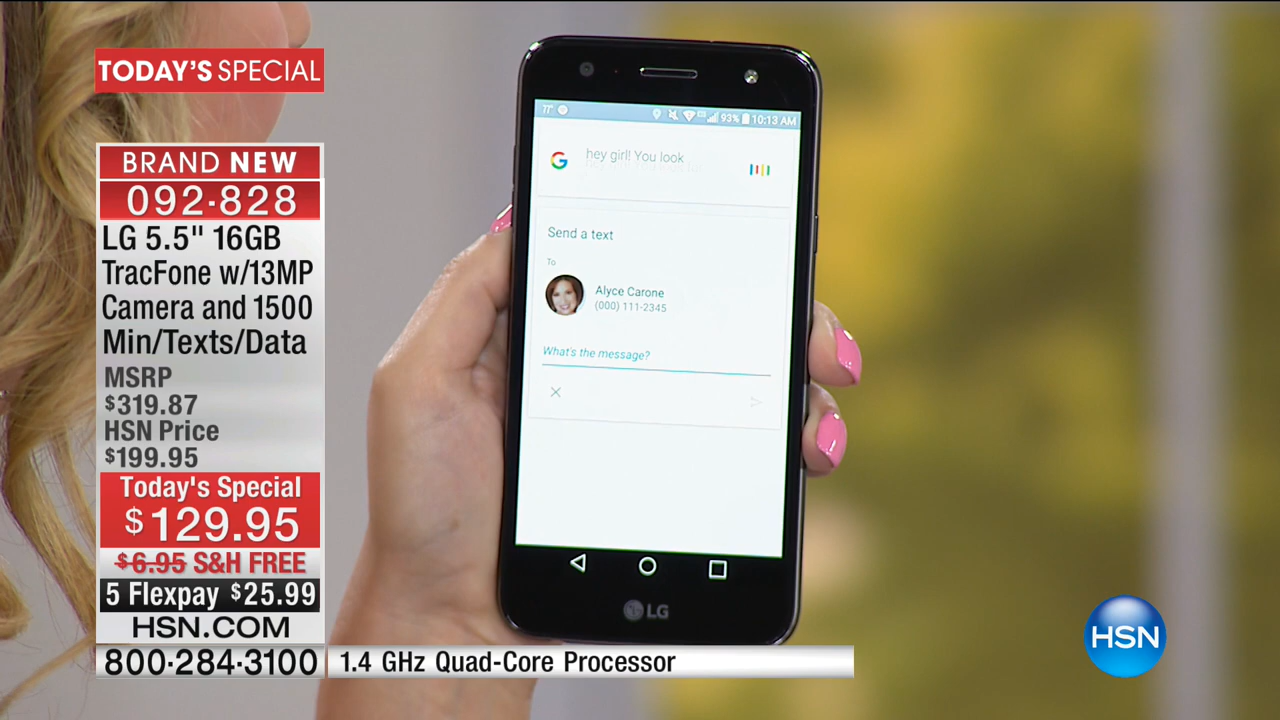 TODAY'S SPECIAL
BRAND NEW
092-828
LG 5.5" 16GB
TracFone w/13MP
Camera and 1500
Min/Texts/Data
MSRP
$319.87
HSN Price
$199.95
Today's Special
$129.95
$6.95 S&H FREE
5 Flexpay $25.99
HSN.COM
800-284-3100
1.4 GHz Quad-Core Processor
77°
93% 10:13 AM
G hey girl! You look
Send a text
To
Alyce Carone
(000) 111-2345
What's the message?
LG
HSN